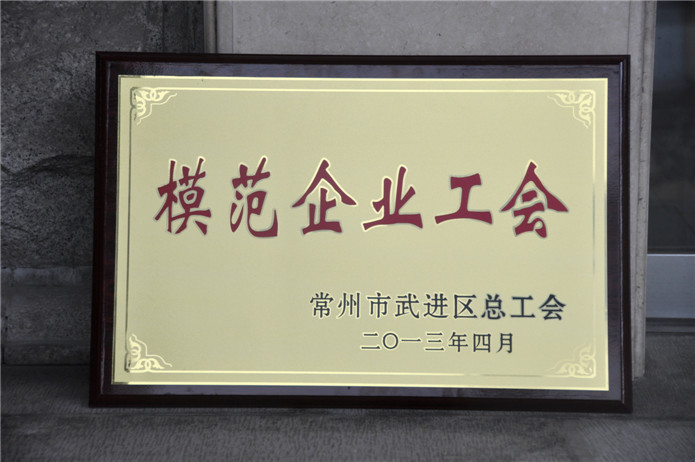 模范企业工会
常州市武进区总工会
二〇一三年四月